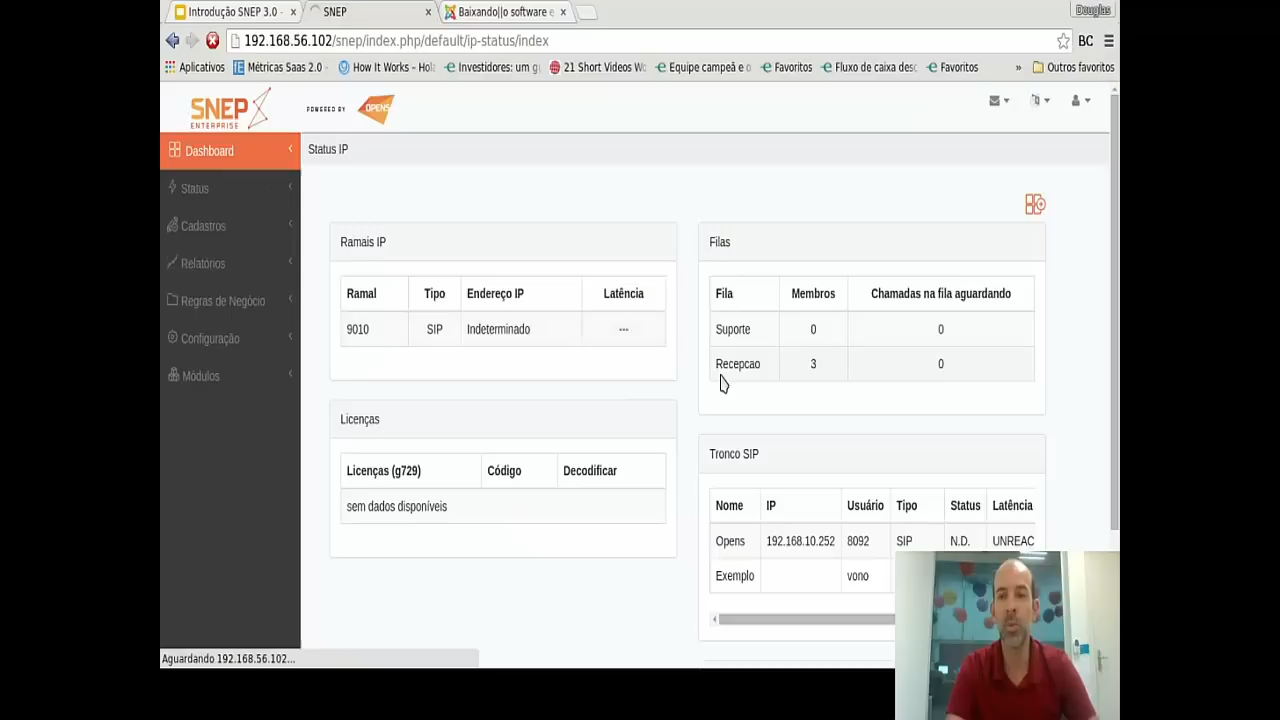 Introdução SNEP 3.0 -
SNEP
Baixando||o software e
Douglas
192.168.56.102/snep/index.php/default/ip-status/index
BC
Aplicativos
Métricas Saas 2.0 -
How It Works – Hol
Investidores: um g
21 Short Videos Wo
Equipe campeã e o
Favoritos
Fluxo de caixa desc
Favoritos
»
Outros favoritos
SNEP
ENTERPRISE
POWERED BY
OPENS
Dashboard
Status
Cadastros
Relatórios
Regras de Negócio
Configuração
Módulos
Status IP
Ramais IP
Ramal Tipo Endereço IP Latência
9010 SIP Indeterminado ---
Licenças
Licenças (g729) Código Decodificar
sem dados disponíveis
Filas
Fila Membros Chamadas na fila aguardando
Suporte 0 0
Recepcao 3 0
Tronco SIP
Nome IP Usuário Tipo Status Latência
Opens 192.168.10.252 8092 SIP N.D. UNREAC
Exemplo vono
Aguardando 192.168.56.102...